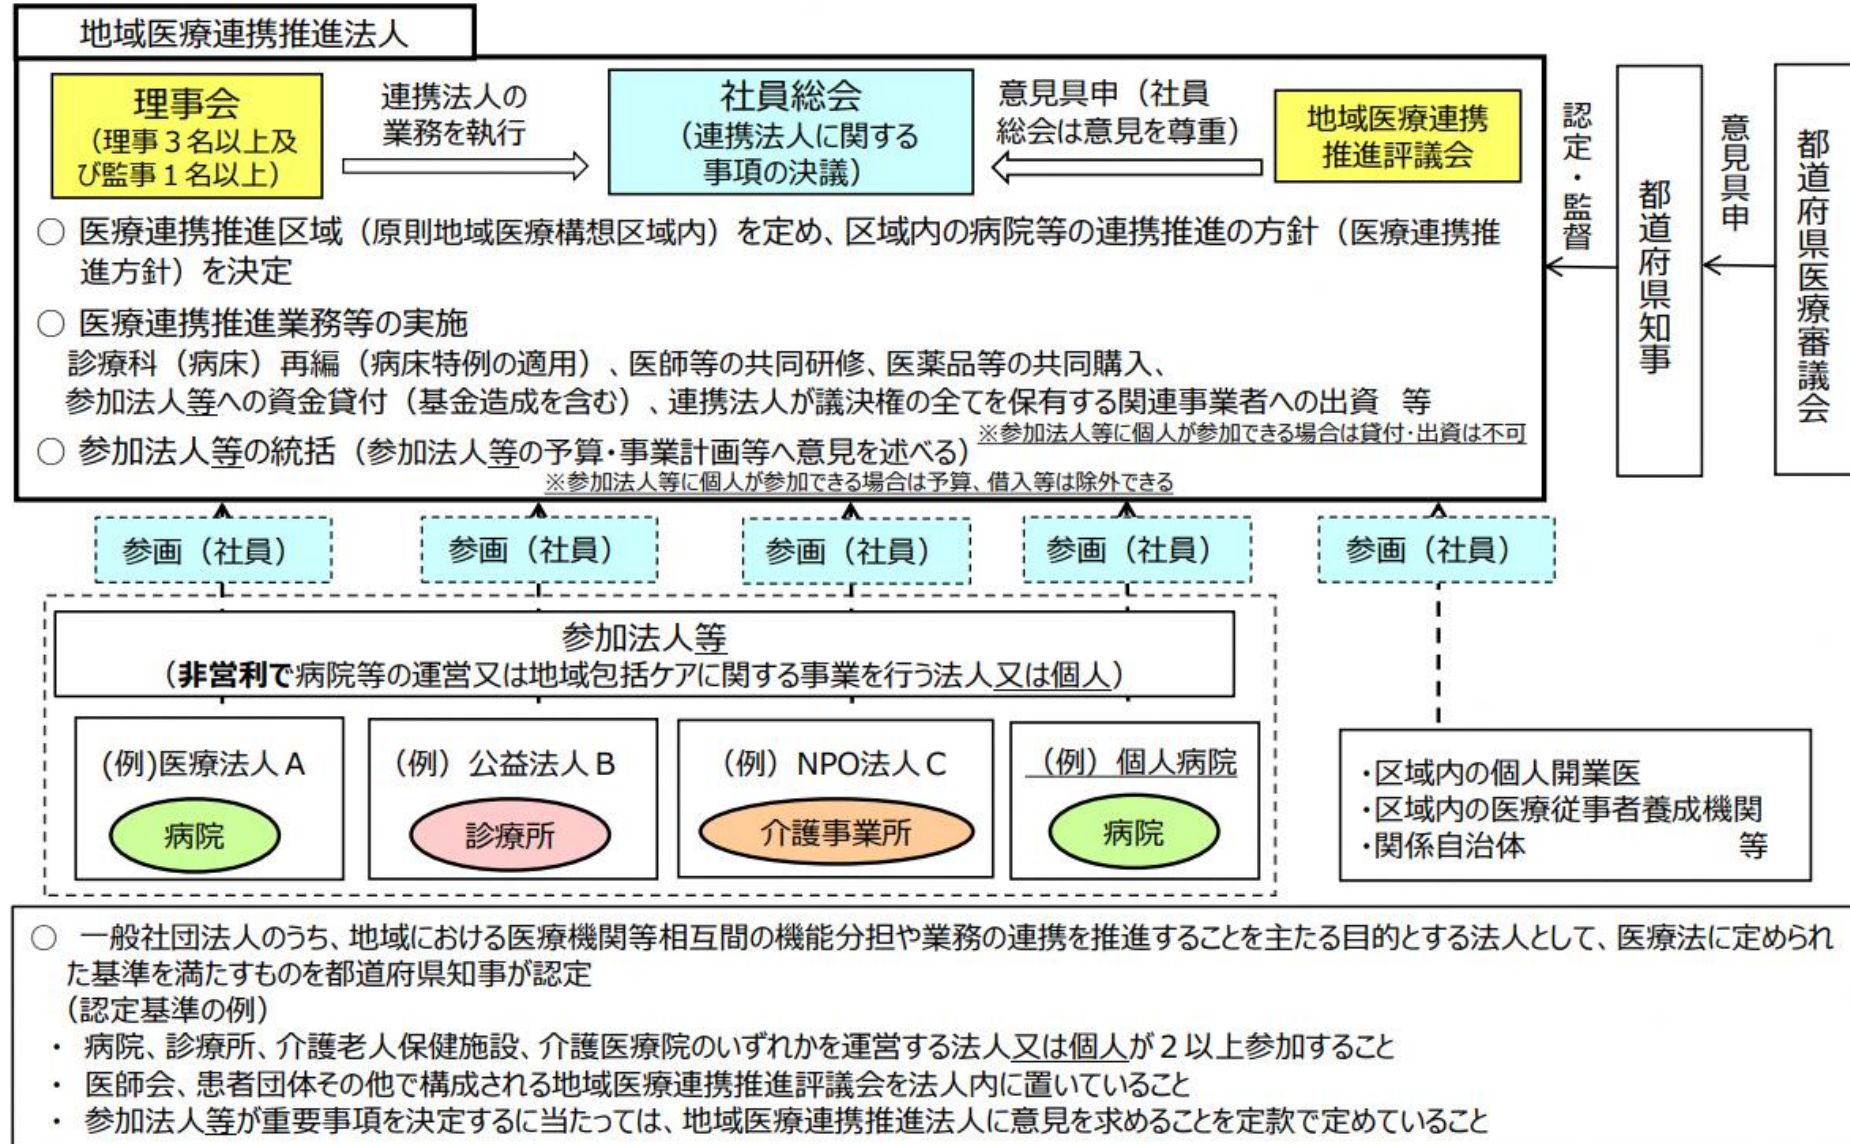 地域医療連携推進法人
理事会
（理事３名以上及
び監事１名以上）
連携法人の
業務を執行
社員総会
（連携法人に関する
事項の決議）
意見具申（社員
総会は意見を尊重）
地域医療連携
推進評議会
認定・監督
都道府県知事
意見具申
都道府県医療審議会
○ 医療連携推進区域（原則地域医療構想区域内）を定め、区域内の病院等の連携推進の方針（医療連携推
進方針）を決定
○ 医療連携推進業務等の実施
診療科（病床）再編（病床特例の適用）、医師等の共同研修、医薬品等の共同購入、
参加法人等への資金貸付（基金造成を含む）、連携法人が議決権の全てを保有する関連事業者への出資 等
※参加法人等に個人が参加できる場合は貸付・出資は不可
○ 参加法人等の統括（参加法人等の予算・事業計画等へ意見を述べる）
※参加法人等に個人が参加できる場合は予算、借入等は除外できる
参画（社員）
参画（社員）
参画（社員）
参画（社員）
参画（社員）
参加法人等
（非営利で病院等の運営又は地域包括ケアに関する事業を行う法人又は個人）
(例)医療法人Ａ
病院
（例）公益法人Ｂ
診療所
（例）NPO法人Ｃ
介護事業所
（例）個人病院
病院
・区域内の個人開業医
・区域内の医療従事者養成機関
・関係自治体 等
○ 一般社団法人のうち、地域における医療機関等相互間の機能分担や業務の連携を推進することを主たる目的とする法人として、医療法に定められ
た基準を満たすものを都道府県知事が認定
（認定基準の例）
・ 病院、診療所、介護老人保健施設、介護医療院のいずれかを運営する法人又は個人が２以上参加すること
・ 医師会、患者団体その他で構成される地域医療連携推進評議会を法人内に置いていること
・ 参加法人等が重要事項を決定するに当たっては、地域医療連携推進法人に意見を求めることを定款で定めていること